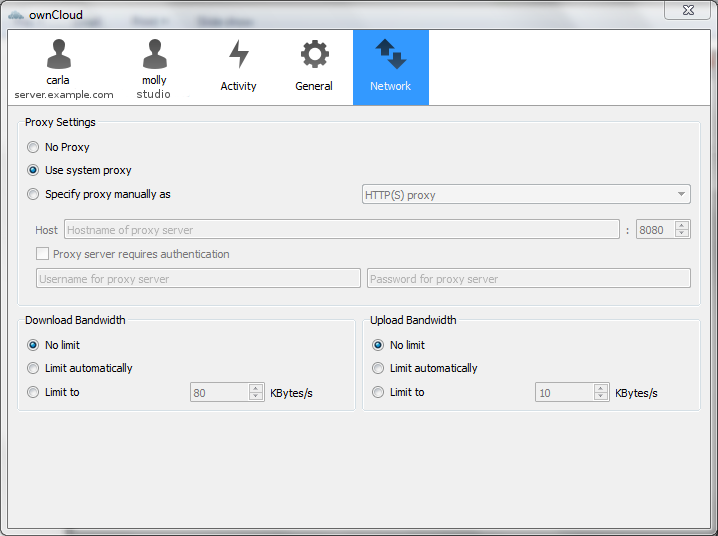 ownCloud
carla
server.example.com
molly
studio
Activity
General
Network
Proxy Settings
No Proxy
Use system proxy
Specify proxy manually as
HTTP(S) proxy
Host
Hostname of proxy server
:
8080
Proxy server requires authentication
Username for proxy server
Password for proxy server
Download Bandwidth
No limit
Limit automatically
Limit to
80
KBytes/s
Upload Bandwidth
No limit
Limit automatically
Limit to
10
KBytes/s